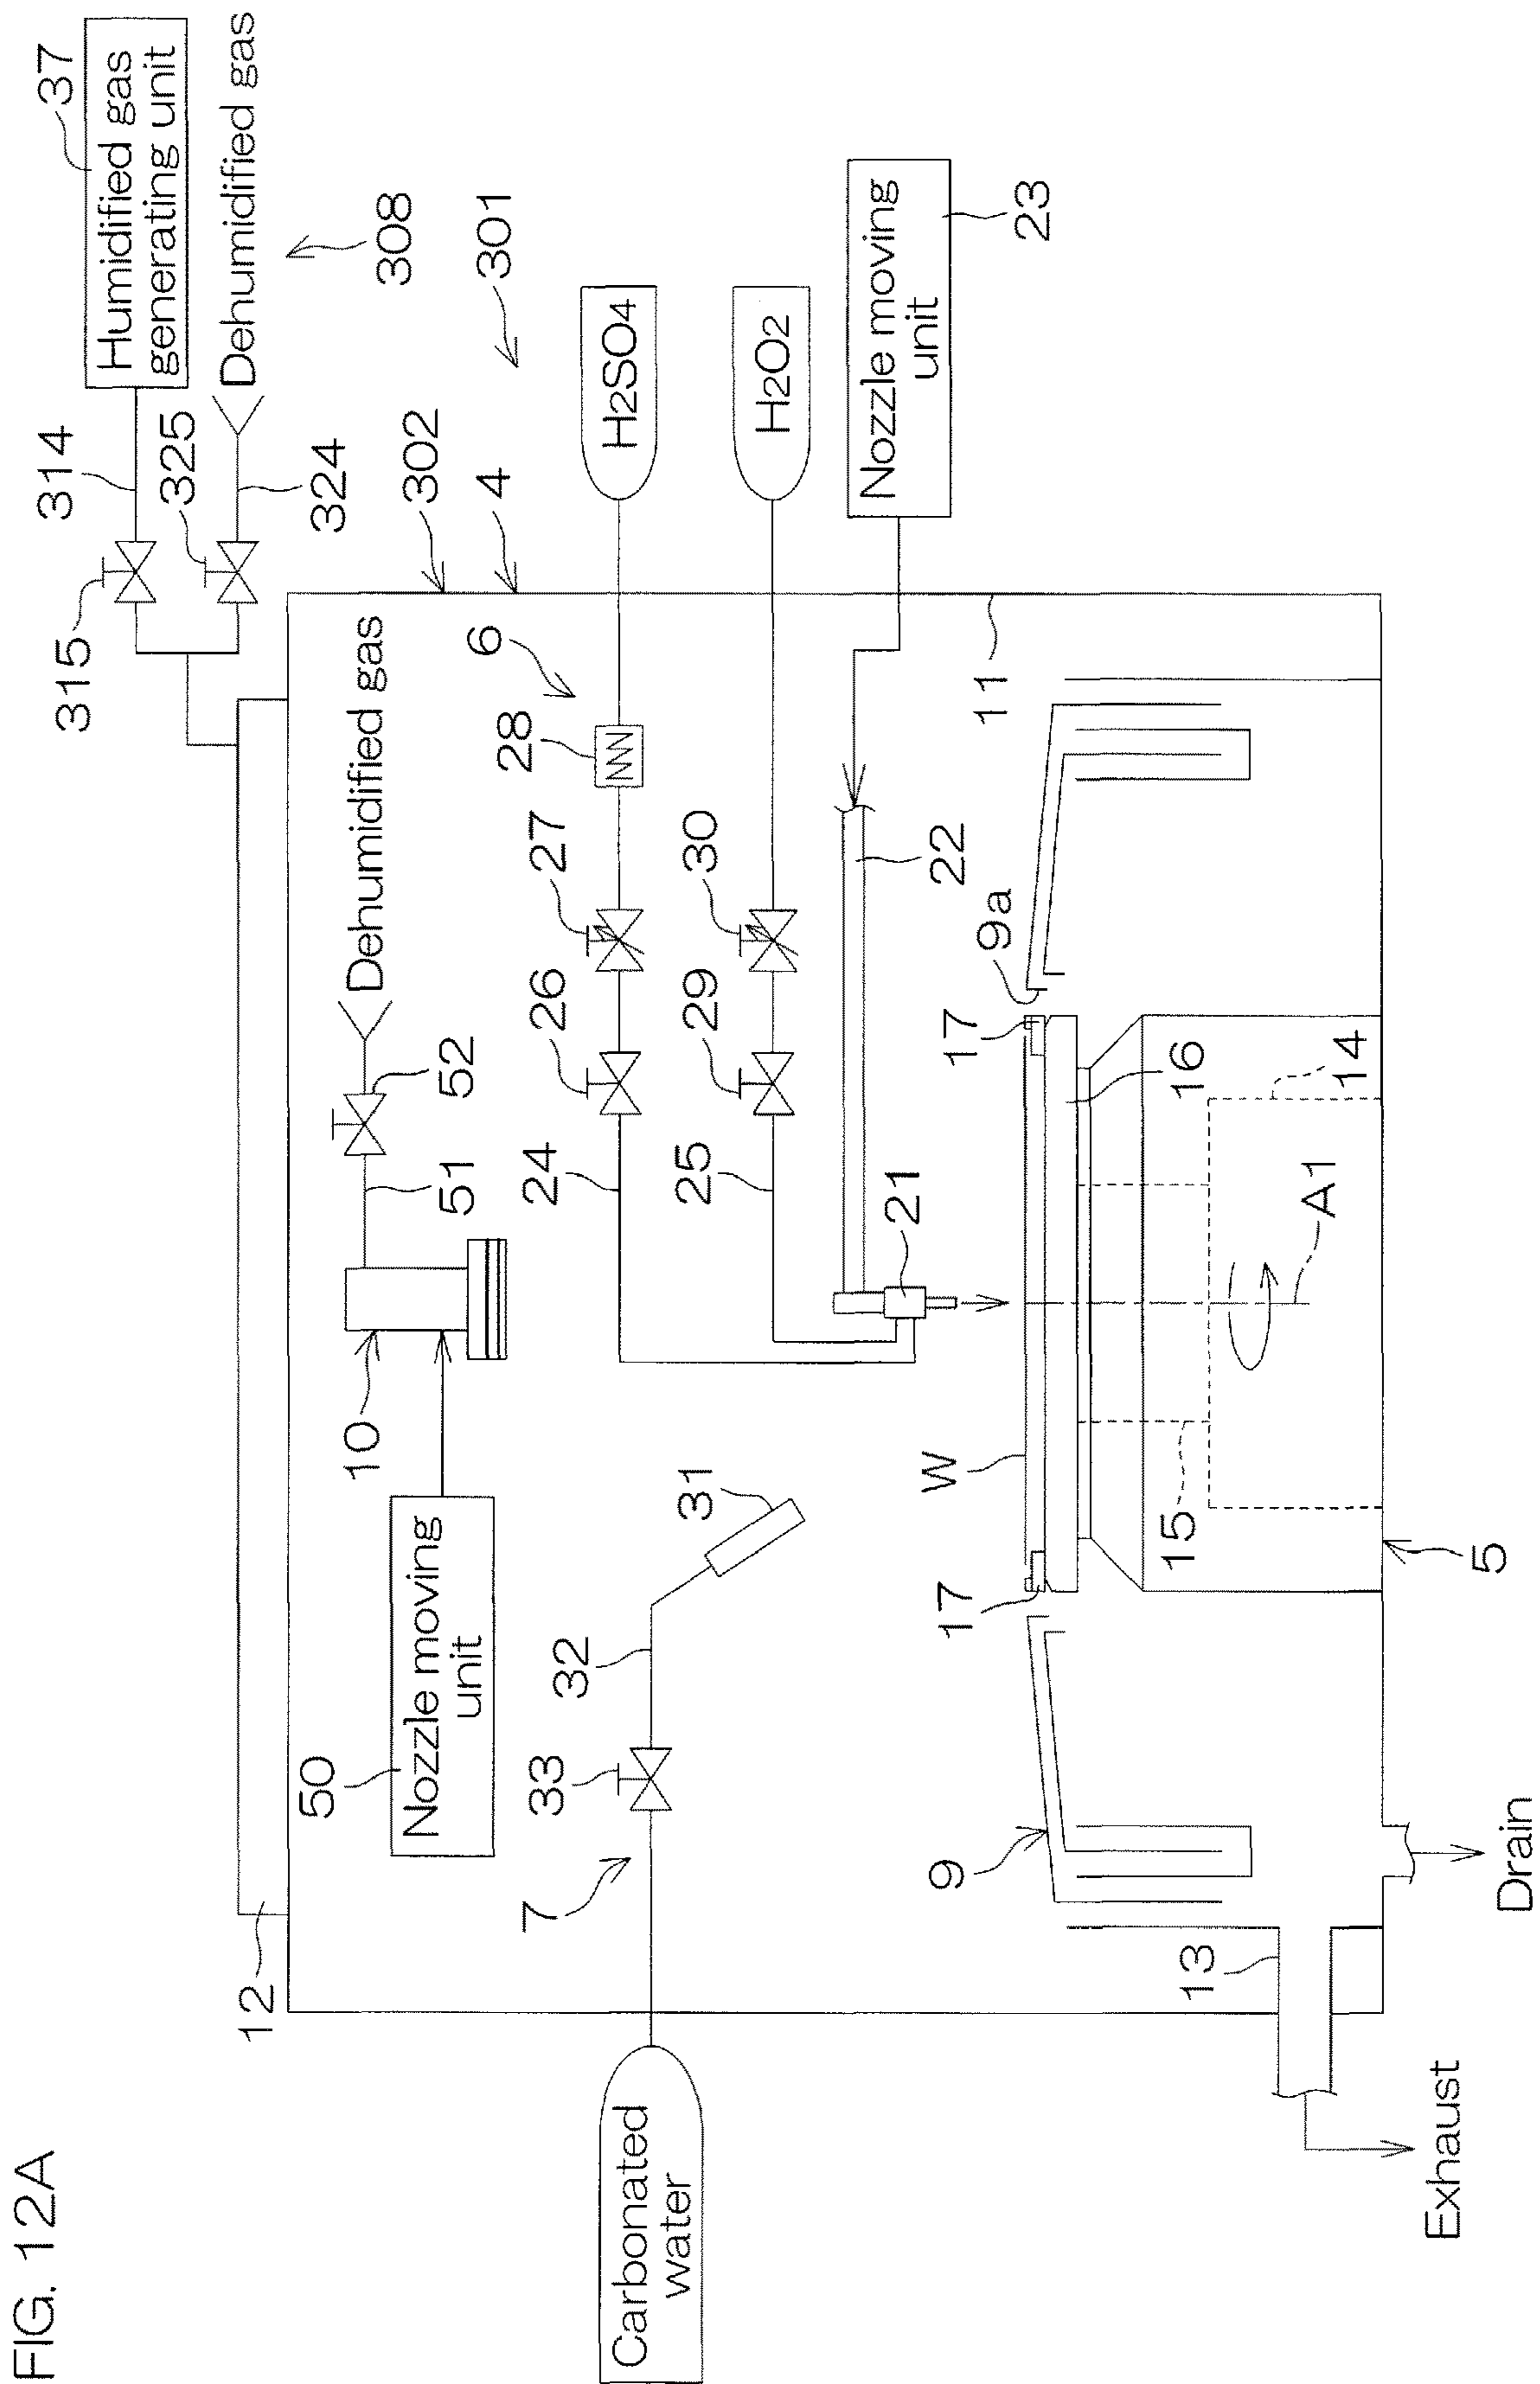 FIG. 12A
37
Humidified gas
generating unit
Dehumidified gas
314
315
325
324
308
301
302
4
12
Dehumidified gas
52
51
10
50
Nozzle moving
unit
6
28
27
26
24
H2SO4
30
29
25
H2O2
Nozzle moving
unit
23
22
21
7
33
32
31
Carbonated
water
11
9a
9
17
17
W
16
14
15
A1
5
13
Exhaust
Drain